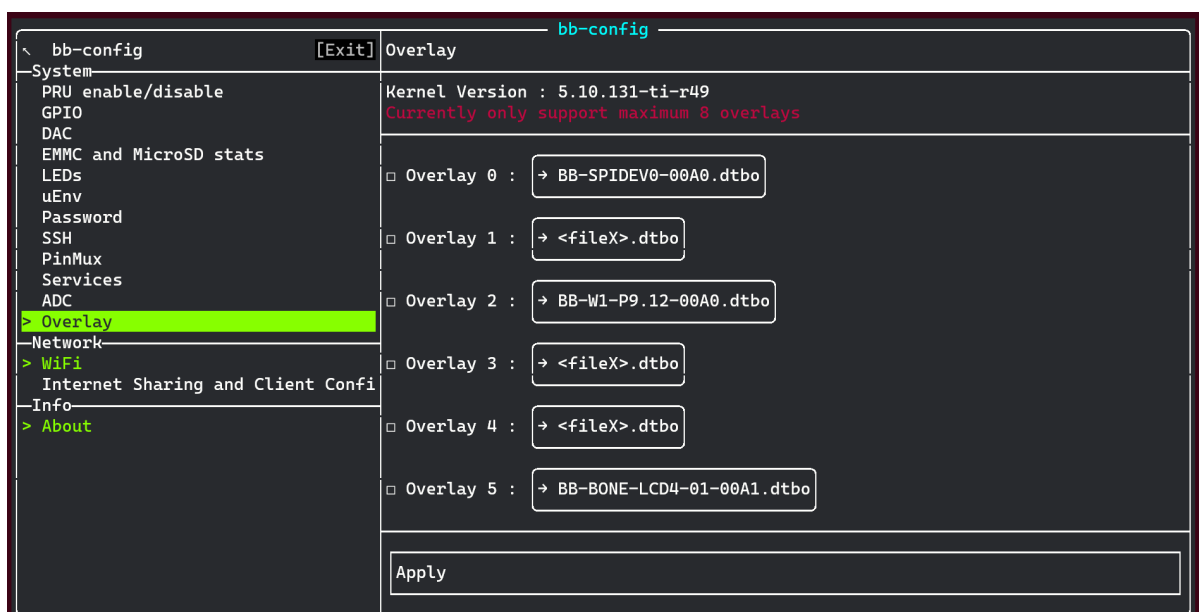 bb-config
↖ bb-config [Exit]
System
PRU enable/disable
GPIO
DAC
EMMC and MicroSD stats
LEDs
uEnv
Password
SSH
PinMux
Services
ADC
> Overlay
Network
> WiFi
Internet Sharing and Client Confi
Info
> About
Overlay
Kernel Version : 5.10.131-ti-r49
Currently only support maximum 8 overlays
□ Overlay 0 : → BB-SPIDEV0-00A0.dtbo
□ Overlay 1 : → <fileX>.dtbo
□ Overlay 2 : → BB-W1-P9.12-00A0.dtbo
□ Overlay 3 : → <fileX>.dtbo
□ Overlay 4 : → <fileX>.dtbo
□ Overlay 5 : → BB-BONE-LCD4-01-00A1.dtbo
Apply